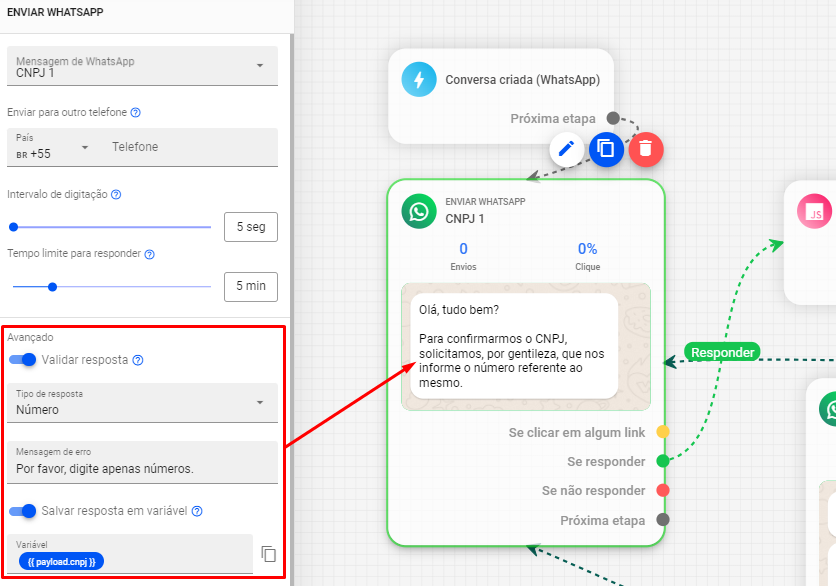 ENVIAR WHATSAPP
Mensagem de WhatsApp
CNPJ 1
Enviar para outro telefone
País
BR +55
Telefone
Intervalo de digitação
5 seg
Tempo limite para responder
5 min
Avançado
Validar resposta
Tipo de resposta
Número
Mensagem de erro
Por favor, digite apenas números.
Salvar resposta em variável
Variável
{{ payload.cnpj }}
Conversa criada (WhatsApp)
Próxima etapa
ENVIAR WHATSAPP
CNPJ 1
0
Envios
0%
Clique
Olá, tudo bem?
Para confirmarmos o CNPJ,
solicitamos, por gentileza, que nos
informe o número referente ao
mesmo.
Se clicar em algum link
Se responder
Se não responder
Próxima etapa
Responder
JS